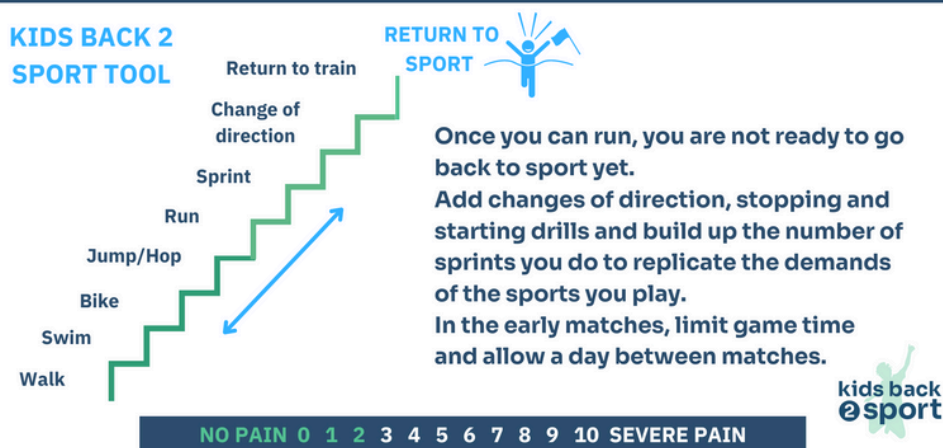 KIDS BACK 2
SPORT TOOL
RETURN TO
SPORT
Return to train
Change of
direction
Sprint
Run
Jump/Hop
Bike
Swim
Walk
Once you can run, you are not ready to go
back to sport yet.
Add changes of direction, stopping and
starting drills and build up the number of
sprints you do to replicate the demands
of the sports you play.
In the early matches, limit game time
and allow a day between matches.
kids back
2 sport
NO PAIN 0 1 2 3 4 5 6 7 8 9 10 SEVERE PAIN